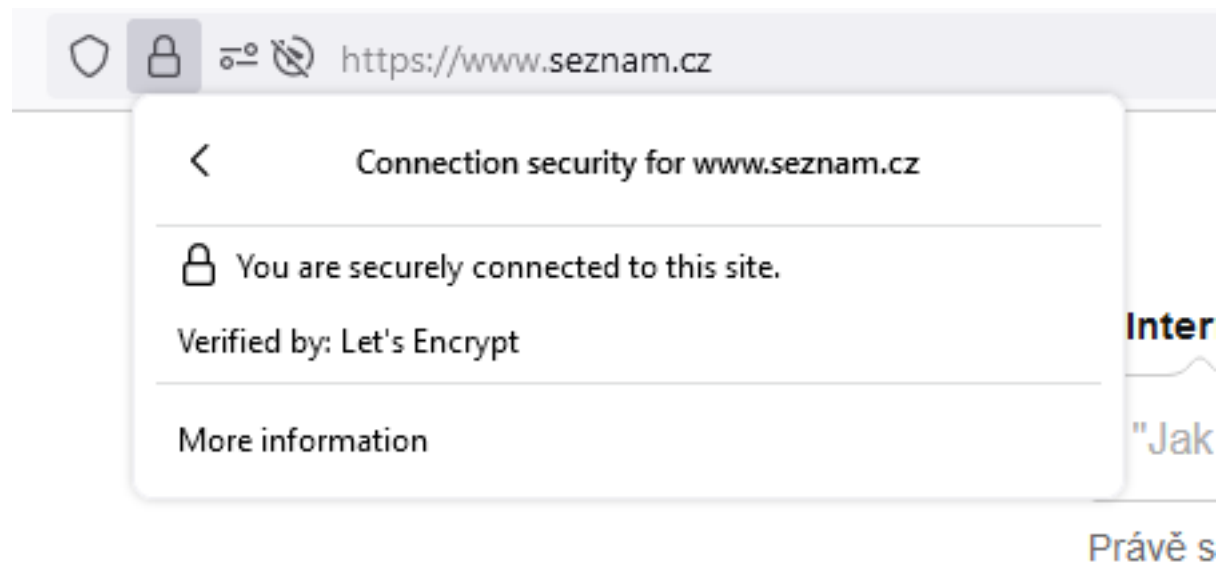 https://www.seznam.cz
Connection security for www.seznam.cz
You are securely connected to this site.
Verified by: Let's Encrypt
More information
Inter
"Jak
Právě